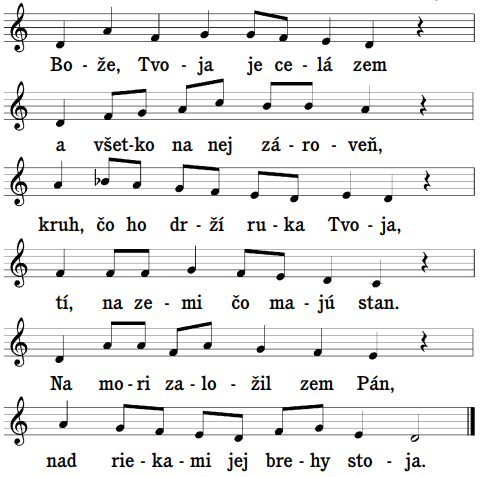 Bo - že, Tvo - ja je ce - lá zem
a všet - ko na nej zá - ro - veň,
kruh, čo ho dr - ží ru - ka Tvo - ja,
tí, na ze - mi čo ma - jú stan.
Na mo - ri za - lo - žil zem Pán,
nad rie - ka - mi jej bre - hy sto - ja.